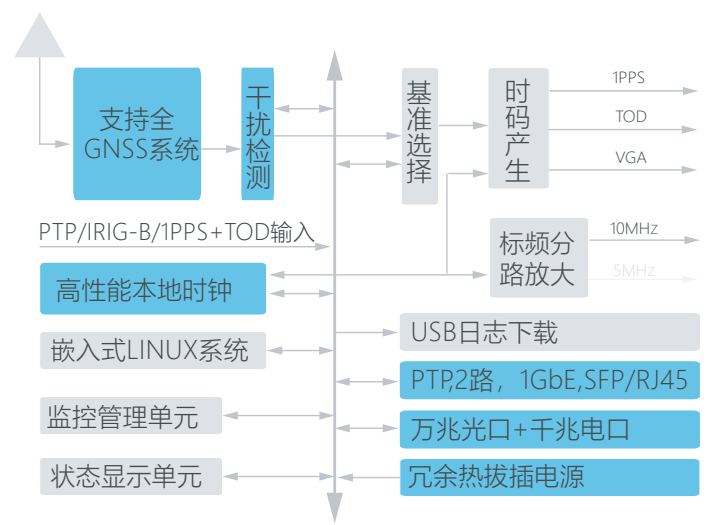 支持全
GNSS系统
干扰检测
基准选择
时码产生
1PPS
TOD
VGA
PTP/IRIG-B/1PPS+TOD输入
标频分
路放大
10MHz
5MHz
高性能本地时钟
嵌入式LINUX系统
监控管理单元
状态显示单元
USB日志下载
PTP,2路，1GbE,SFP/RJ45
万兆光口+千兆电口
冗余热拔插电源